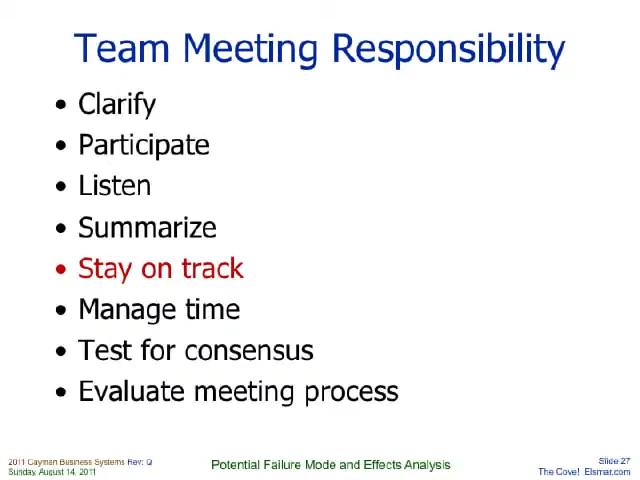 Team Meeting Responsibility
• Clarify
• Participate
• Listen
• Summarize
• Stay on track
• Manage time
• Test for consensus
• Evaluate meeting process
2011 Cayman Business Systems Rev: Q
Sunday, August 14, 2011
Potential Failure Mode and Effects Analysis
Slide 27
The Cove! Elsmar.com